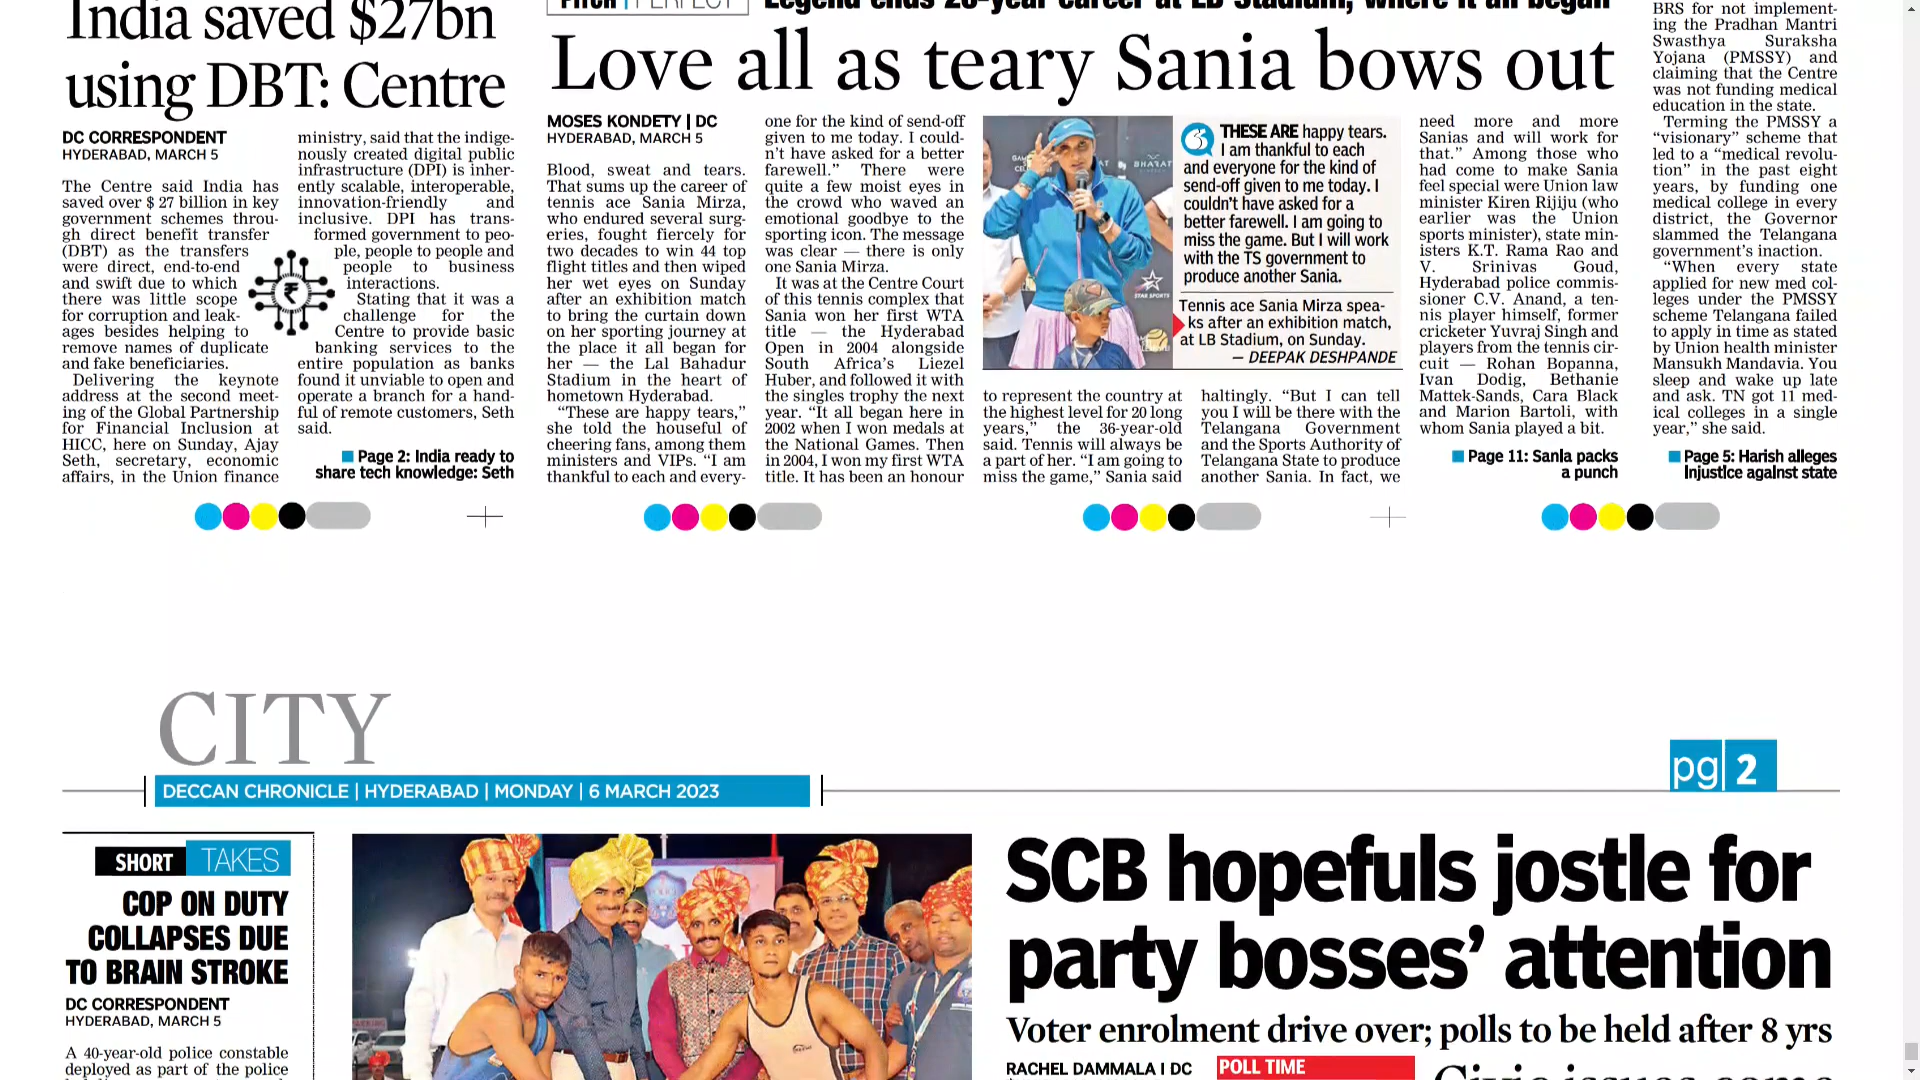 India saved $27bn
using DBT: Centre
DC CORRESPONDENT
HYDERABAD, MARCH 5
The Centre said India has
saved over $ 27 billion in key
government schemes throu-
gh direct benefit transfer
(DBT) as the transfers
were direct, end-to-end
and swift due to which
there was little scope
for corruption and leak-
ages besides helping to
remove names of duplicate
and fake beneficiaries.
Delivering the keynote
address at the second meet-
ing of the Global Partnership
for Financial Inclusion at
HICC, here on Sunday, Ajay
Seth, secretary, economic
affairs, in the Union finance
ministry, said that the indige-
nously created digital public
infrastructure (DPI) is inher-
ently scalable, interoperable,
innovation-friendly and
inclusive. DPI has trans-
formed government to peo-
ple, people to people and
people to business
interactions.
Stating that it was a
challenge for the
Centre to provide basic
banking services to the
entire population as banks
found it unviable to open and
operate a branch for a hand-
ful of remote customers, Seth
said.
Page 2: India ready to
share tech knowledge: Seth
₹
Pitch | PERFECT
Legend ends 20-year career at LB Stadium, where it all began
Love all as teary Sania bows out
MOSES KONDETY | DC
HYDERABAD, MARCH 5
Blood, sweat and tears.
That sums up the career of
tennis ace Sania Mirza,
who endured several surg-
eries, fought fiercely for
two decades to win 44 top
flight titles and then wiped
her wet eyes on Sunday
after an exhibition match
to bring the curtain down
on her sporting journey at
the place it all began for
her — the Lal Bahadur
Stadium in the heart of
hometown Hyderabad.
“These are happy tears,”
she told the houseful of
cheering fans, among them
ministers and VIPs. “I am
thankful to each and every-
one for the kind of send-off
given to me today. I could-
n’t have asked for a better
farewell.” There were
quite a few moist eyes in
the crowd who waved an
emotional goodbye to the
sporting icon. The message
was clear — there is only
one Sania Mirza.
It was at the Centre Court
of this tennis complex that
Sania won her first WTA
title — the Hyderabad
Open in 2004 alongside
South Africa’s Liezel
Huber, and followed it with
the singles trophy the next
year. “It all began here in
2002 when I won medals at
the National Games. Then
in 2004, I won my first WTA
title. It has been an honour
BHARAT
STAR SPORTS
THESE ARE happy tears.
I am thankful to each
and everyone for the kind of
send-off given to me today. I
couldn’t have asked for a
better farewell. I am going to
miss the game. But I will work
with the TS government to
produce another Sania.
Tennis ace Sania Mirza spea-
ks after an exhibition match,
at LB Stadium, on Sunday.
— DEEPAK DESHPANDE
to represent the country at
the highest level for 20 long
years,” the 36-year-old
said. Tennis will always be
a part of her. “I am going to
miss the game,” Sania said
haltingly. “But I can tell
you I will be there with the
Telangana Government
and the Sports Authority of
Telangana State to produce
another Sania. In fact, we
need more and more
Sanias and will work for
that.” Among those who
had come to make Sania
feel special were Union law
minister Kiren Rijiju (who
earlier was the Union
sports minister), state min-
isters K.T. Rama Rao and
V. Srinivas Goud,
Hyderabad police commis-
sioner C.V. Anand, a ten-
nis player himself, former
cricketer Yuvraj Singh and
players from the tennis cir-
cuit — Rohan Bopanna,
Ivan Dodig, Bethanie
Mattek-Sands, Cara Black
and Marion Bartoli, with
whom Sania played a bit.
Page 11: Sania packs
a punch
BRS for not implement-
ing the Pradhan Mantri
Swasthya Suraksha
Yojana (PMSSY) and
claiming that the Centre
was not funding medical
education in the state.
Terming the PMSSY a
“visionary” scheme that
led to a “medical revolu-
tion” in the past eight
years, by funding one
medical college in every
district, the Governor
slammed the Telangana
government’s inaction.
“When every state
applied for new med col-
leges under the PMSSY
scheme Telangana failed
to apply in time as stated
by Union health minister
Mansukh Mandavia. You
sleep and wake up late
and ask. TN got 11 med-
ical colleges in a single
year,” she said.
Page 5: Harish alleges
injustice against state
CITY
pg 2
DECCAN CHRONICLE | HYDERABAD | MONDAY | 6 MARCH 2023
SHORT TAKES
COP ON DUTY
COLLAPSES DUE
TO BRAIN STROKE
DC CORRESPONDENT
HYDERABAD, MARCH 5
A 40-year-old police constable
deployed as part of the police
SCB hopefuls jostle for
party bosses’ attention
Voter enrolment drive over; polls to be held after 8 yrs
RACHEL DAMMALA I DC
POLL TIME